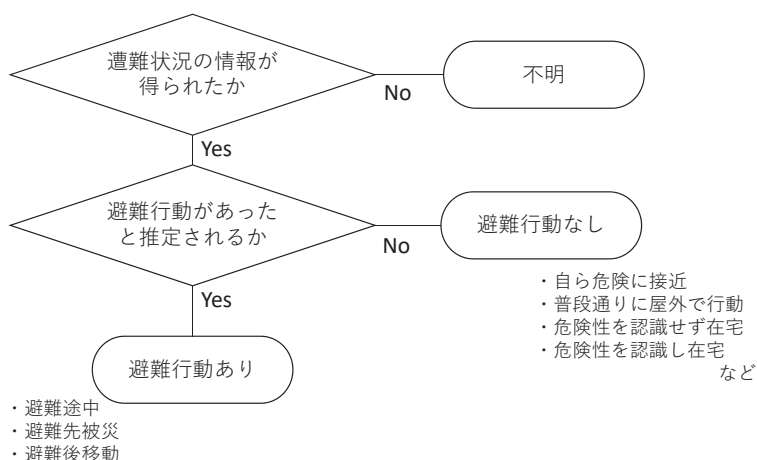 遭難状況の情報が
得られたか
No
不明
Yes
避難行動があった
と推定されるか
No
避難行動なし
・自ら危険に接近
・普段通りに屋外で行動
・危険性を認識せず在宅
・危険性を認識し在宅
など
Yes
避難行動あり
・避難途中
・避難先被災
・避難後移動